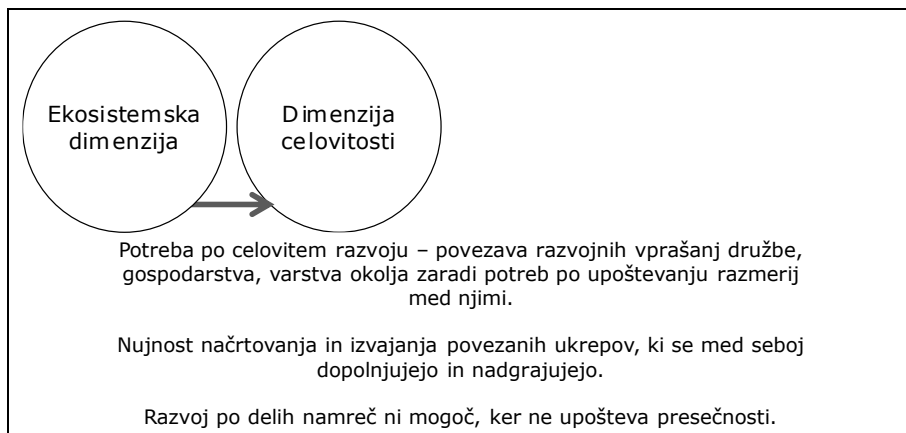 Ekosistemska
dimenzija
Dimenzija
celovitosti
Potreba po celovitem razvoju – povezava razvojnih vprašanj družbe,
gospodarstva, varstva okolja zaradi potreb po upoštevanju razmerij
med njimi.
Nujnost načrtovanja in izvajanja povezanih ukrepov, ki se med seboj
dopolnjujejo in nadgrajujejo.
Razvoj po delih namreč ni mogoč, ker ne upošteva presečnosti.